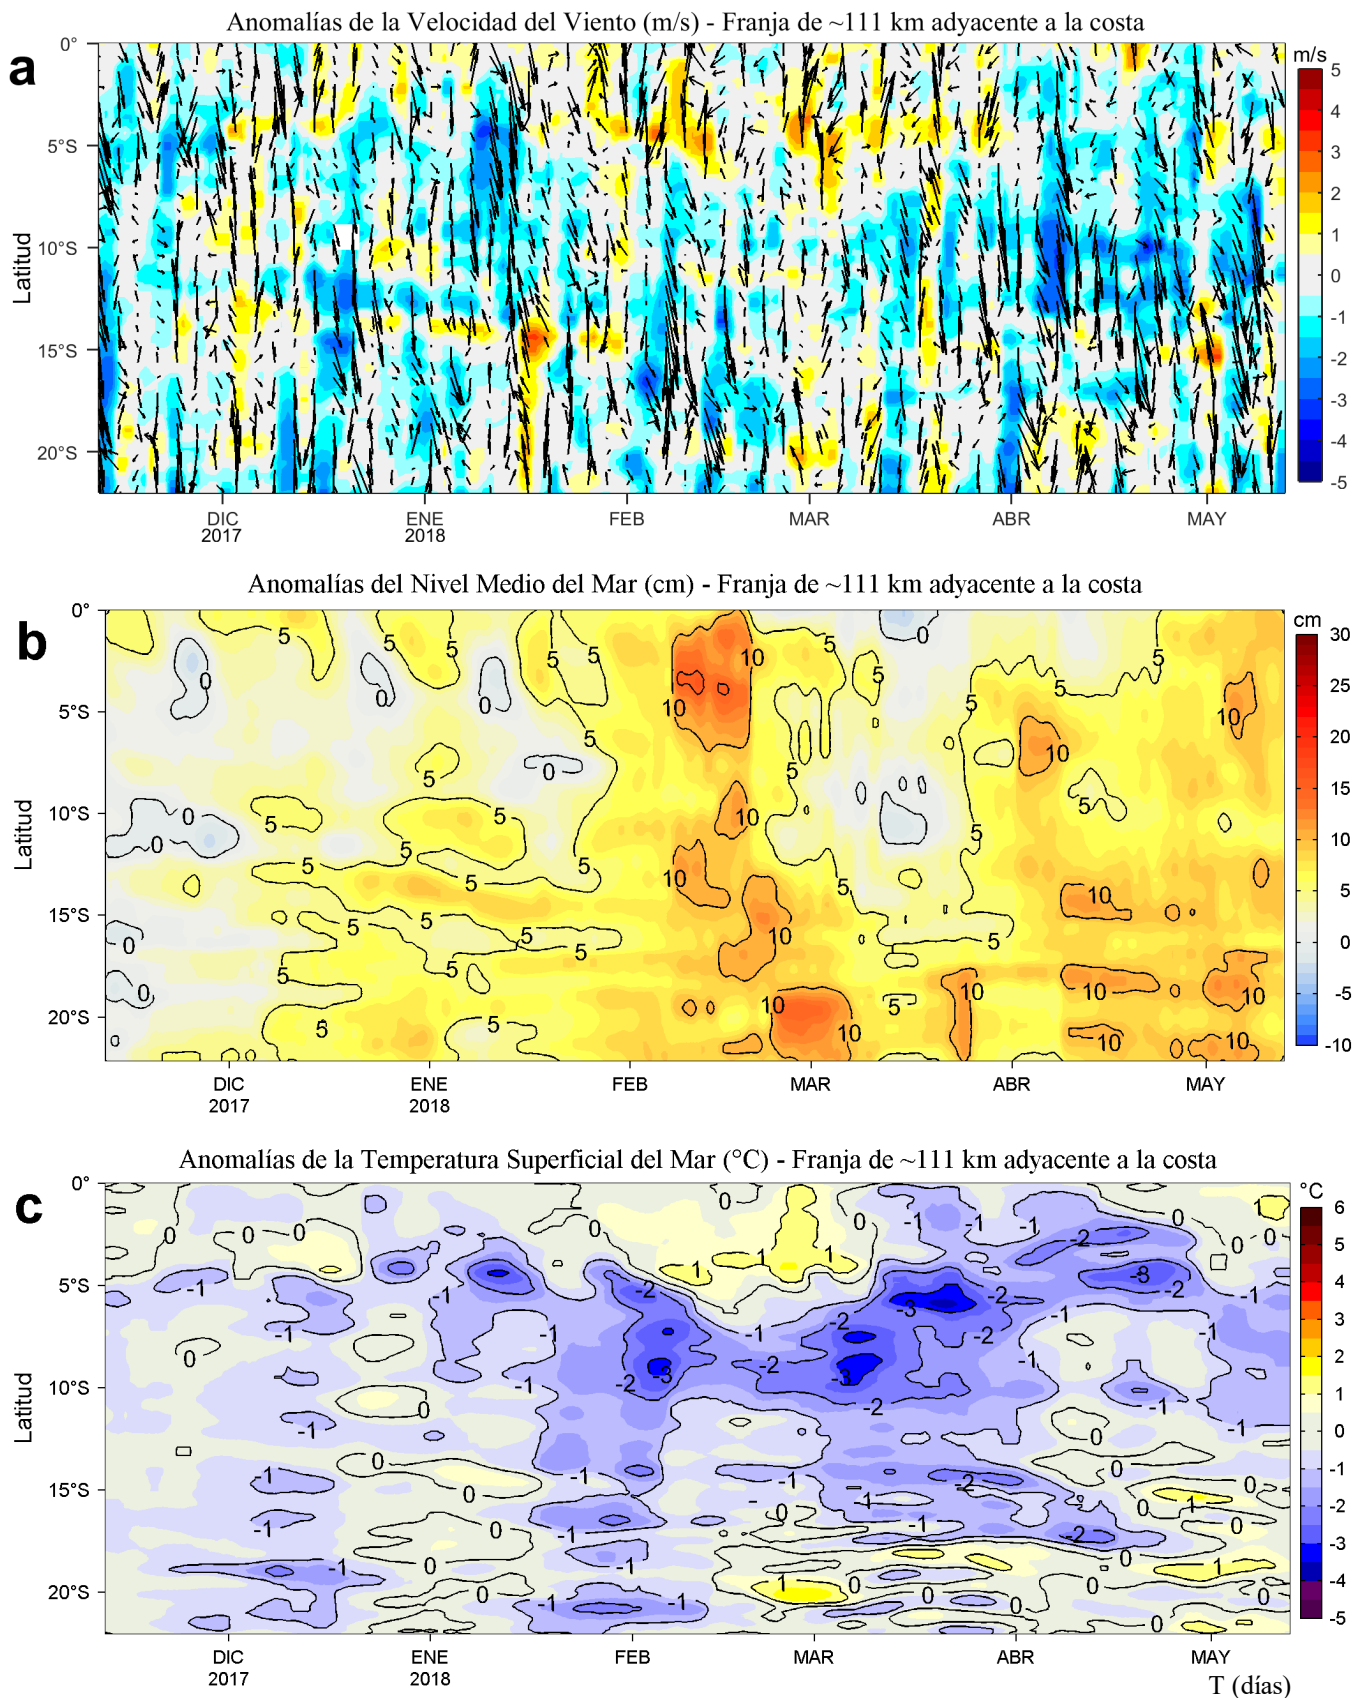 Anomalías de la Velocidad del Viento (m/s) - Franja de ~111 km adyacente a la costa
a
0°
5°S
10°S
15°S
20°S
Latitud
m/s
5
4
3
2
1
0
-1
-2
-3
-4
-5
DIC ENE FEB MAR ABR MAY
2017 2018
Anomalías del Nivel Medio del Mar (cm) - Franja de ~111 km adyacente a la costa
b
0°
5°S
10°S
15°S
20°S
Latitud
cm
30
25
20
15
10
5
0
-5
-10
DIC ENE FEB MAR ABR MAY
2017 2018
Anomalías de la Temperatura Superficial del Mar (°C) - Franja de ~111 km adyacente a la costa
c
0°
5°S
10°S
15°S
20°S
Latitud
°C
6
5
4
3
2
1
0
-1
-2
-3
-4
-5
DIC ENE FEB MAR ABR MAY
2017 2018
T (días)